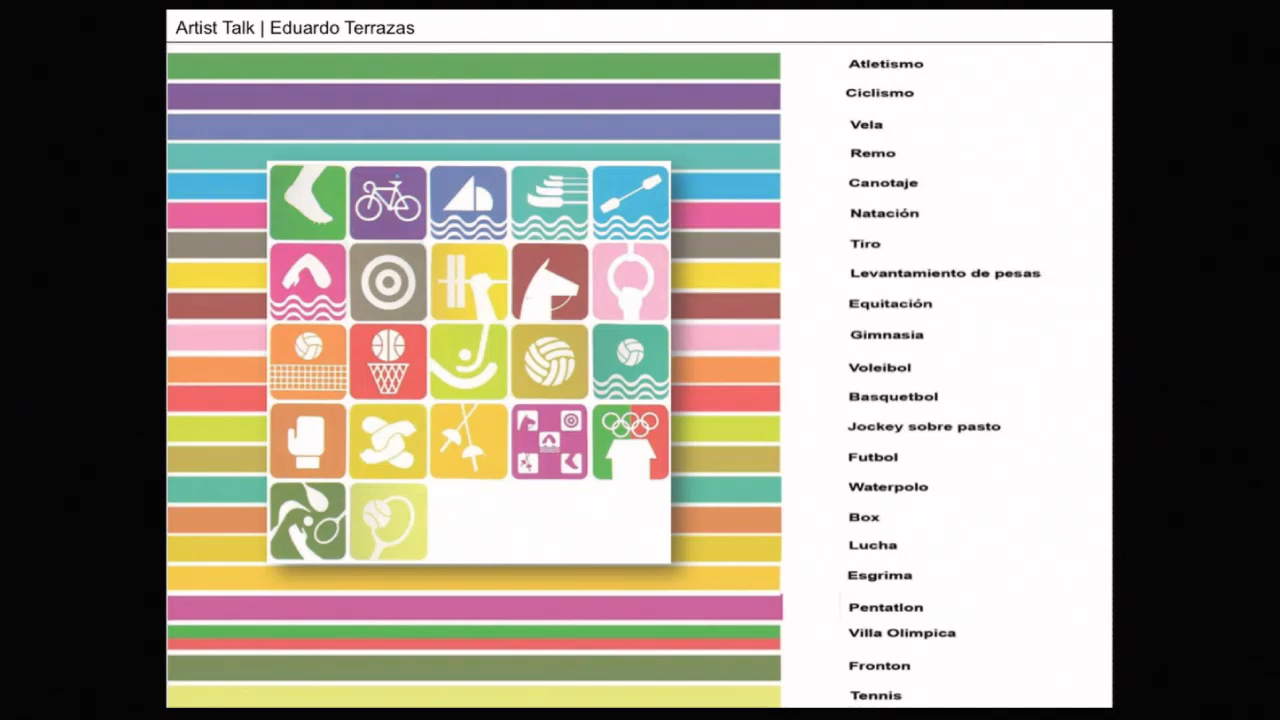 Artist Talk | Eduardo Terrazas
Atletismo
Ciclismo
Vela
Remo
Canotaje
Natación
Tiro
Levantamiento de pesas
Equitación
Gimnasia
Voleibol
Basquetbol
Jockey sobre pasto
Futbol
Waterpolo
Box
Lucha
Esgrima
Pentatlon
Villa Olimpica
Fronton
Tennis